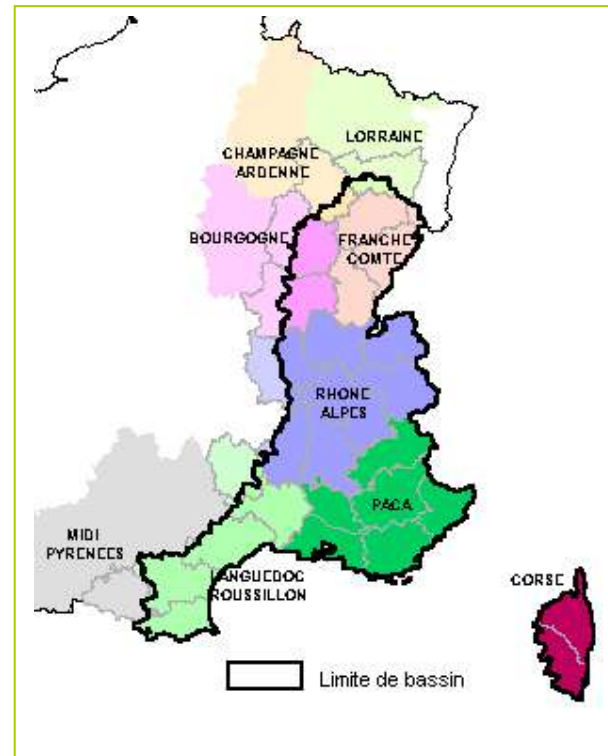 LORRAINE
CHAMPAGNE
ARDENNE
BOURGOGNE
FRANCHE
COMTE
RHONE
ALPES
PACA
MIDI
PYRENEES
LANGUEDOC
ROUSSILLON
CORSE
Limite de bassin